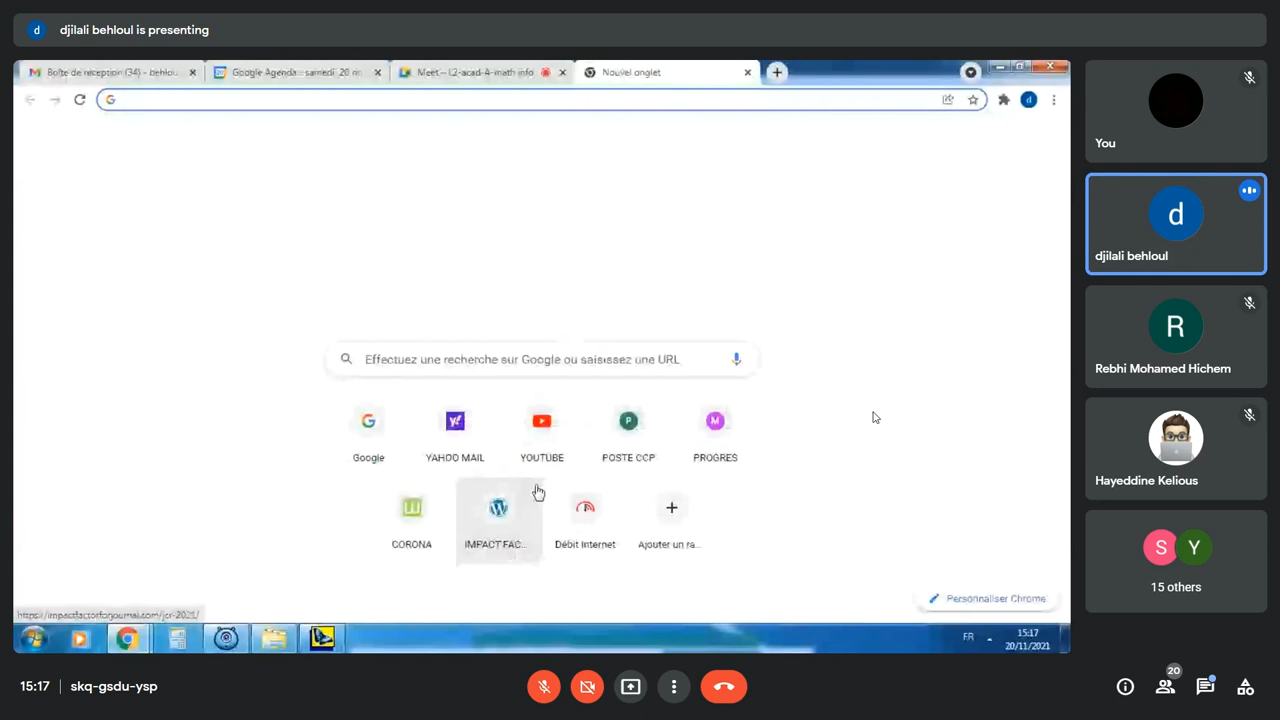 d djilali behloul is presenting
Boîte de réception (34) - behlou
Google Agenda - samedi 20 n
Meet – L2-acad-A-math info
Nouvel onglet
G d
Effectuez une recherche sur Google ou saisissez une URL
Google YAHOO MAIL YOUTUBE POSTE CCP PROGRES
CORONA IMPACT FAC... Débit Internet Ajouter un ra...
Personnaliser Chrome
https://impactfactorforjournal.com/jcr-2021/
FR 15:17
20/11/2021
You
d
djilali behloul
R
Rebhi Mohamed Hichem
Hayeddine Kelious
S Y
15 others
15:17 | skq-gsdu-ysp
20